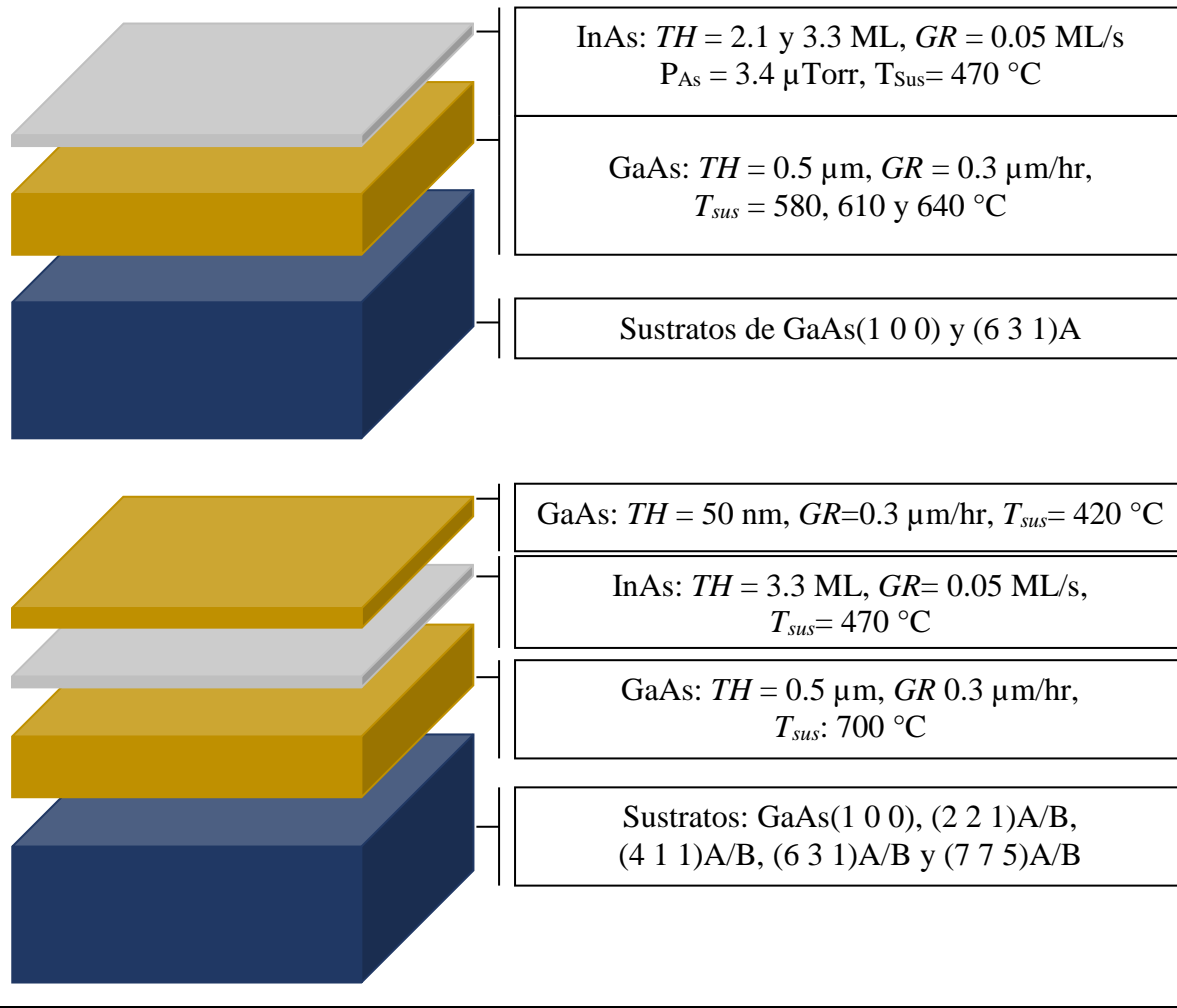 InAs: TH = 2.1 y 3.3 ML, GR = 0.05 ML/s
PAs = 3.4 µTorr, TSus= 470 °C
GaAs: TH = 0.5 µm, GR = 0.3 µm/hr,
Tsus = 580, 610 y 640 °C
Sustratos de GaAs(1 0 0) y (6 3 1)A
GaAs: TH = 50 nm, GR=0.3 µm/hr, Tsus= 420 °C
InAs: TH = 3.3 ML, GR= 0.05 ML/s,
Tsus= 470 °C
GaAs: TH = 0.5 µm, GR 0.3 µm/hr,
Tsus: 700 °C
Sustratos: GaAs(1 0 0), (2 2 1)A/B,
(4 1 1)A/B, (6 3 1)A/B y (7 7 5)A/B